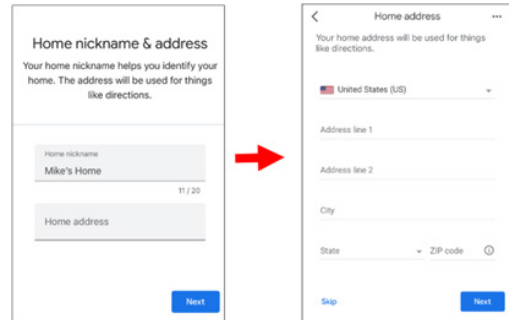 Home nickname & address
Your home nickname helps you identify your
home. The address will be used for things
like directions.
Home nickname
Mike's Home
11 / 20
Home address
Next
Home address
Your home address will be used for things
like directions.
United States (US)
Address line 1
Address line 2
City
State
ZIP code
Skip
Next